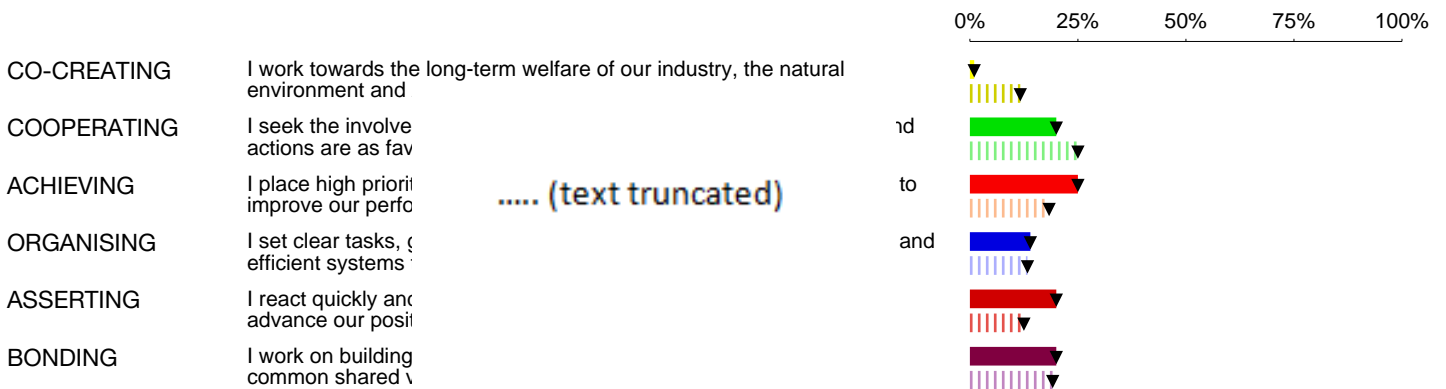 0% 25% 50% 75% 100%
CO-CREATING I work towards the long-term welfare of our industry, the natural
environment and
COOPERATING I seek the involve nd
actions are as fav
ACHIEVING I place high priorit to
improve our perfo
..... (text truncated)
ORGANISING I set clear tasks, and
efficient systems
ASSERTING I react quickly and
advance our posit
BONDING I work on building
common shared v